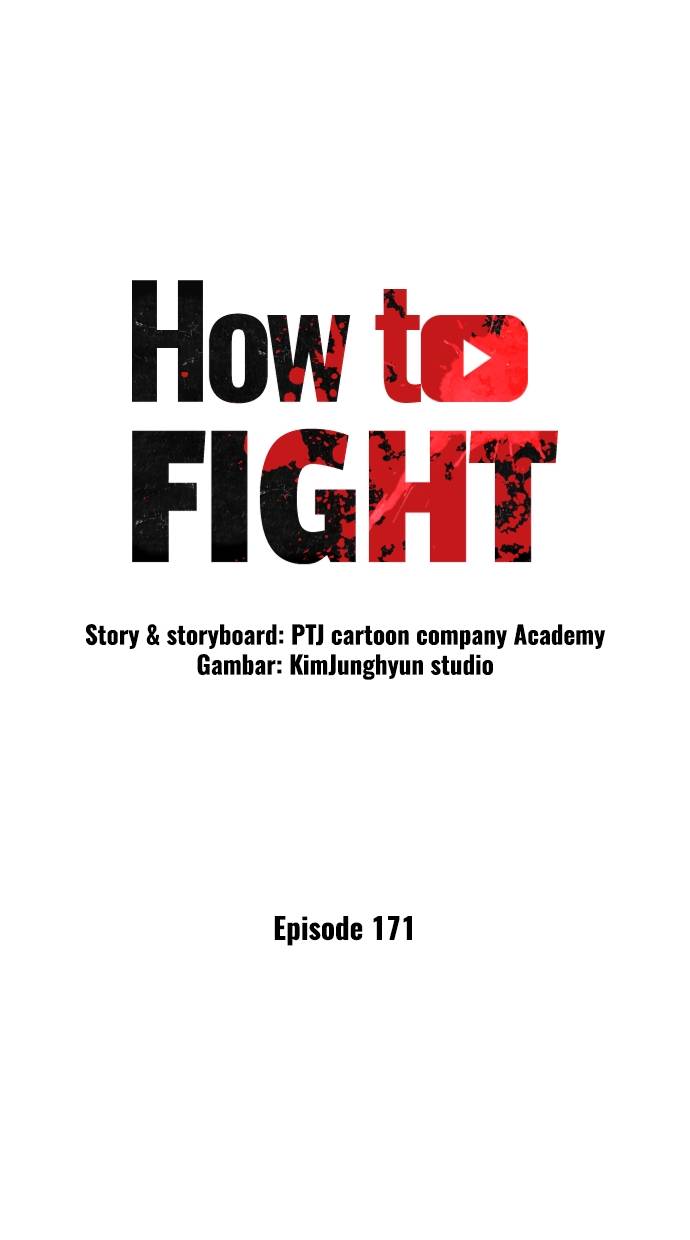 How to
FIGHT
Story & storyboard: PTJ cartoon company Academy
Gambar: KimJunghyun studio
Episode 171